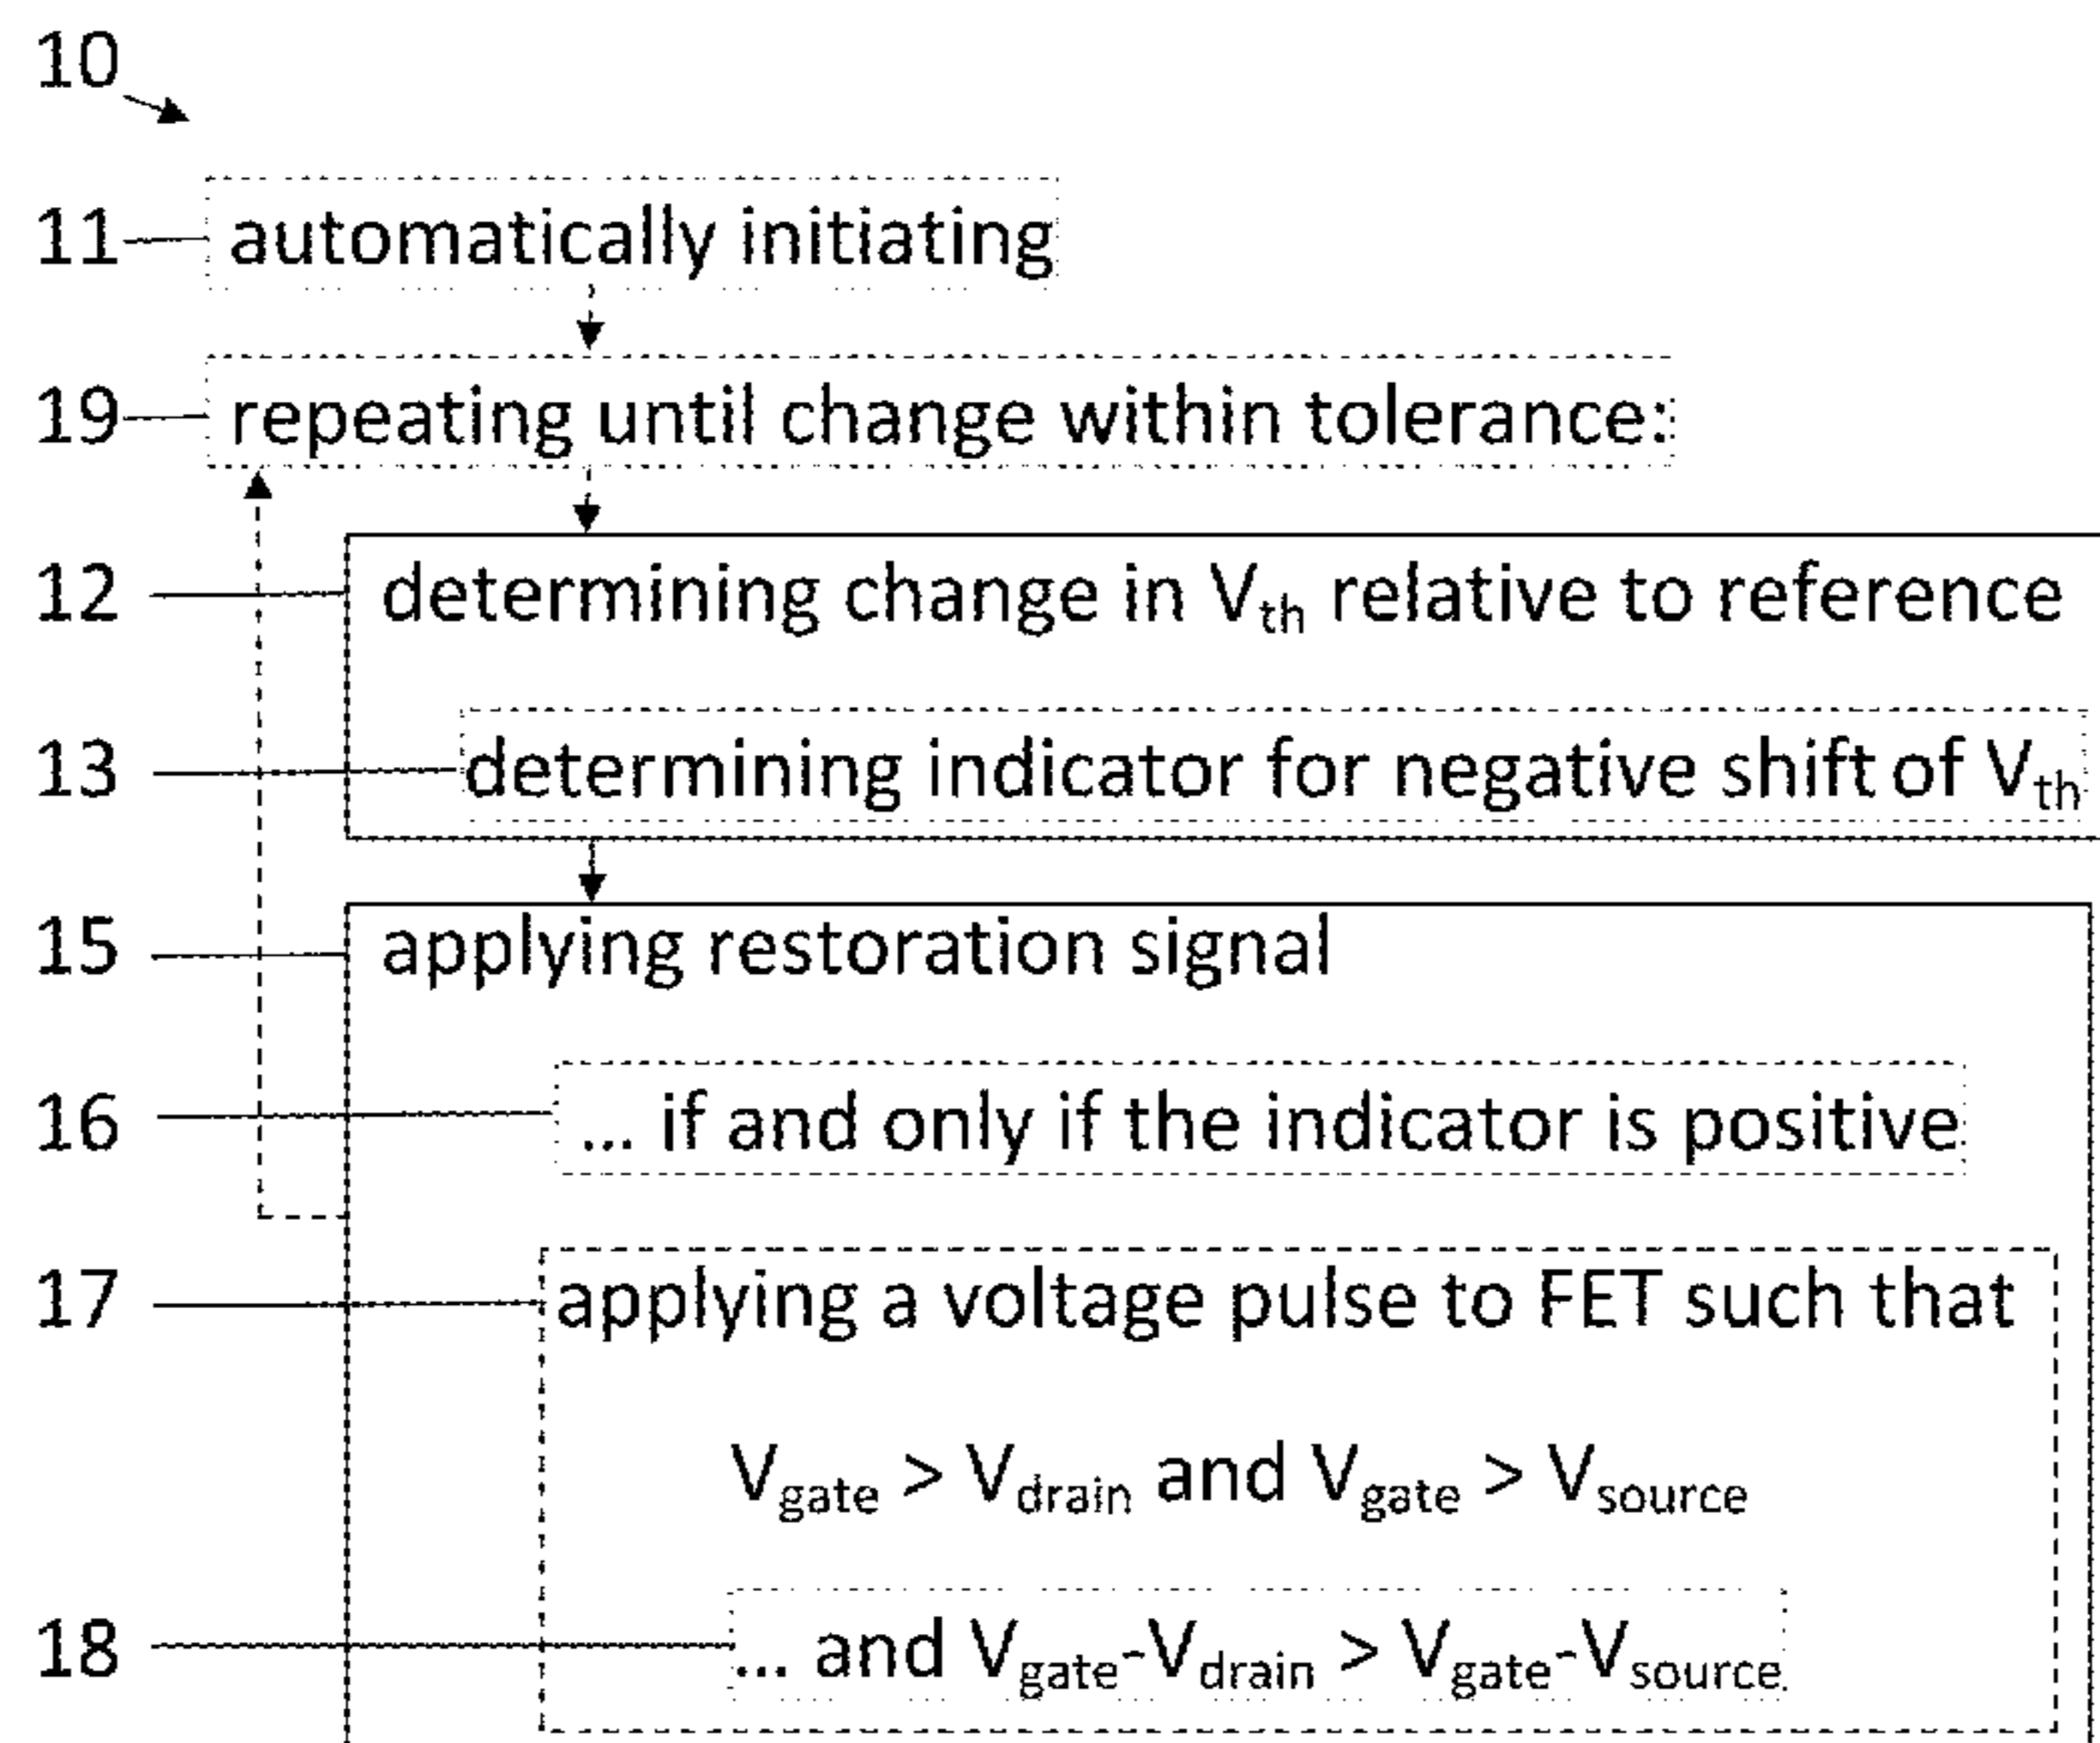 10
11 automatically initiating
19 repeating until change within tolerance:
12 determining change in Vth relative to reference
13 determining indicator for negative shift of Vth
15 applying restoration signal
16 ... if and only if the indicator is positive
17 applying a voltage pulse to FET such that
Vgate > Vdrain and Vgate > Vsource
18 ... and Vgate-Vdrain > Vgate-Vsource